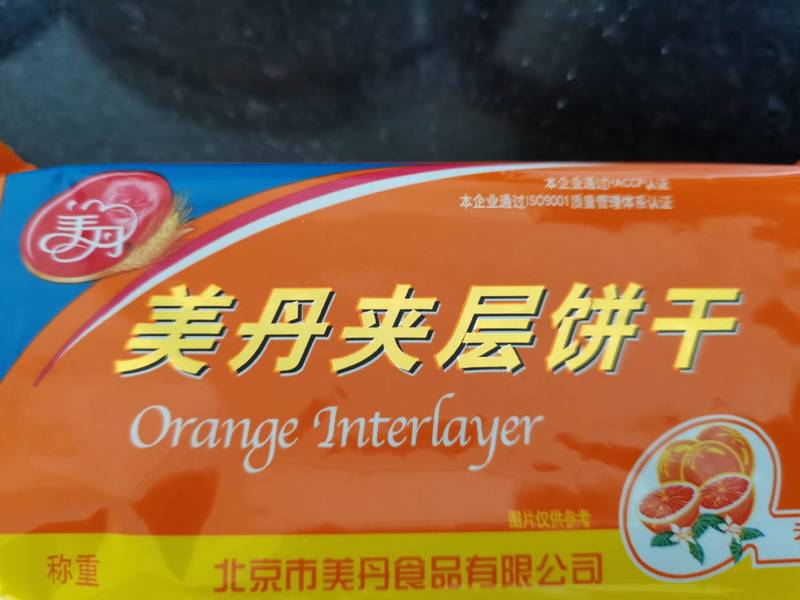 本企业通过HACCP认证
本企业通过ISO9001质量管理体系认证
美丹
美丹夹层饼干
Orange Interlayer
图片仅供参考
称重
北京市美丹食品有限公司